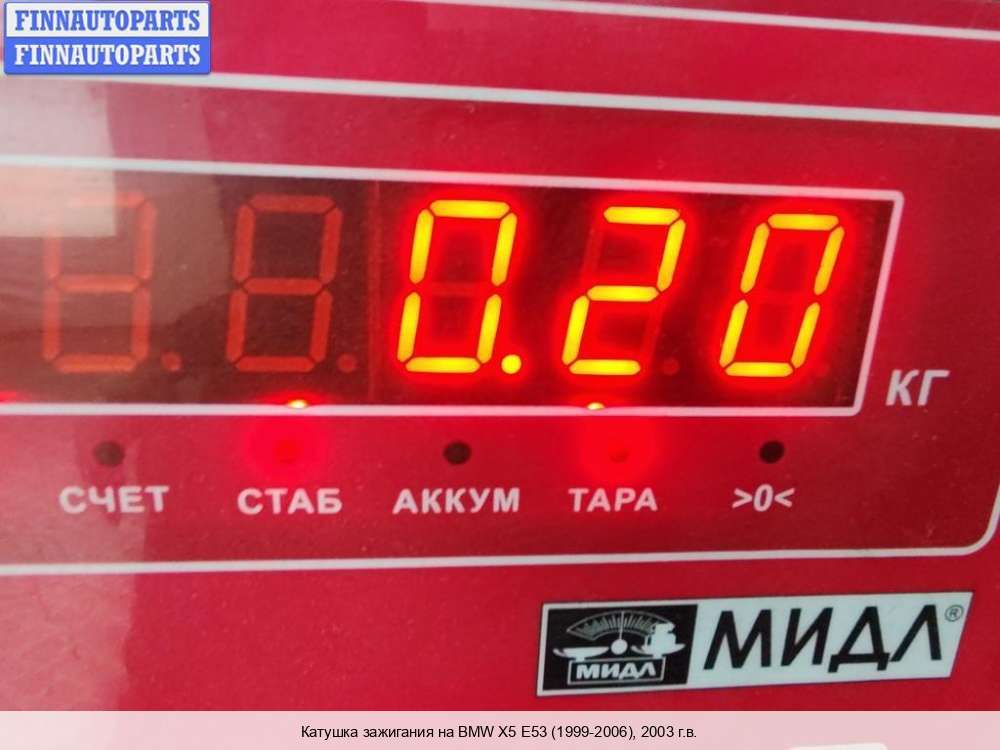 FINNAUTOPARTS
FINNAUTOPARTS
0.20
КГ
СЧЕТ СТАБ АККУМ ТАРА >0<
МИДЛ МИДЛ®
Катушка зажигания на BMW X5 E53 (1999-2006), 2003 г.в.